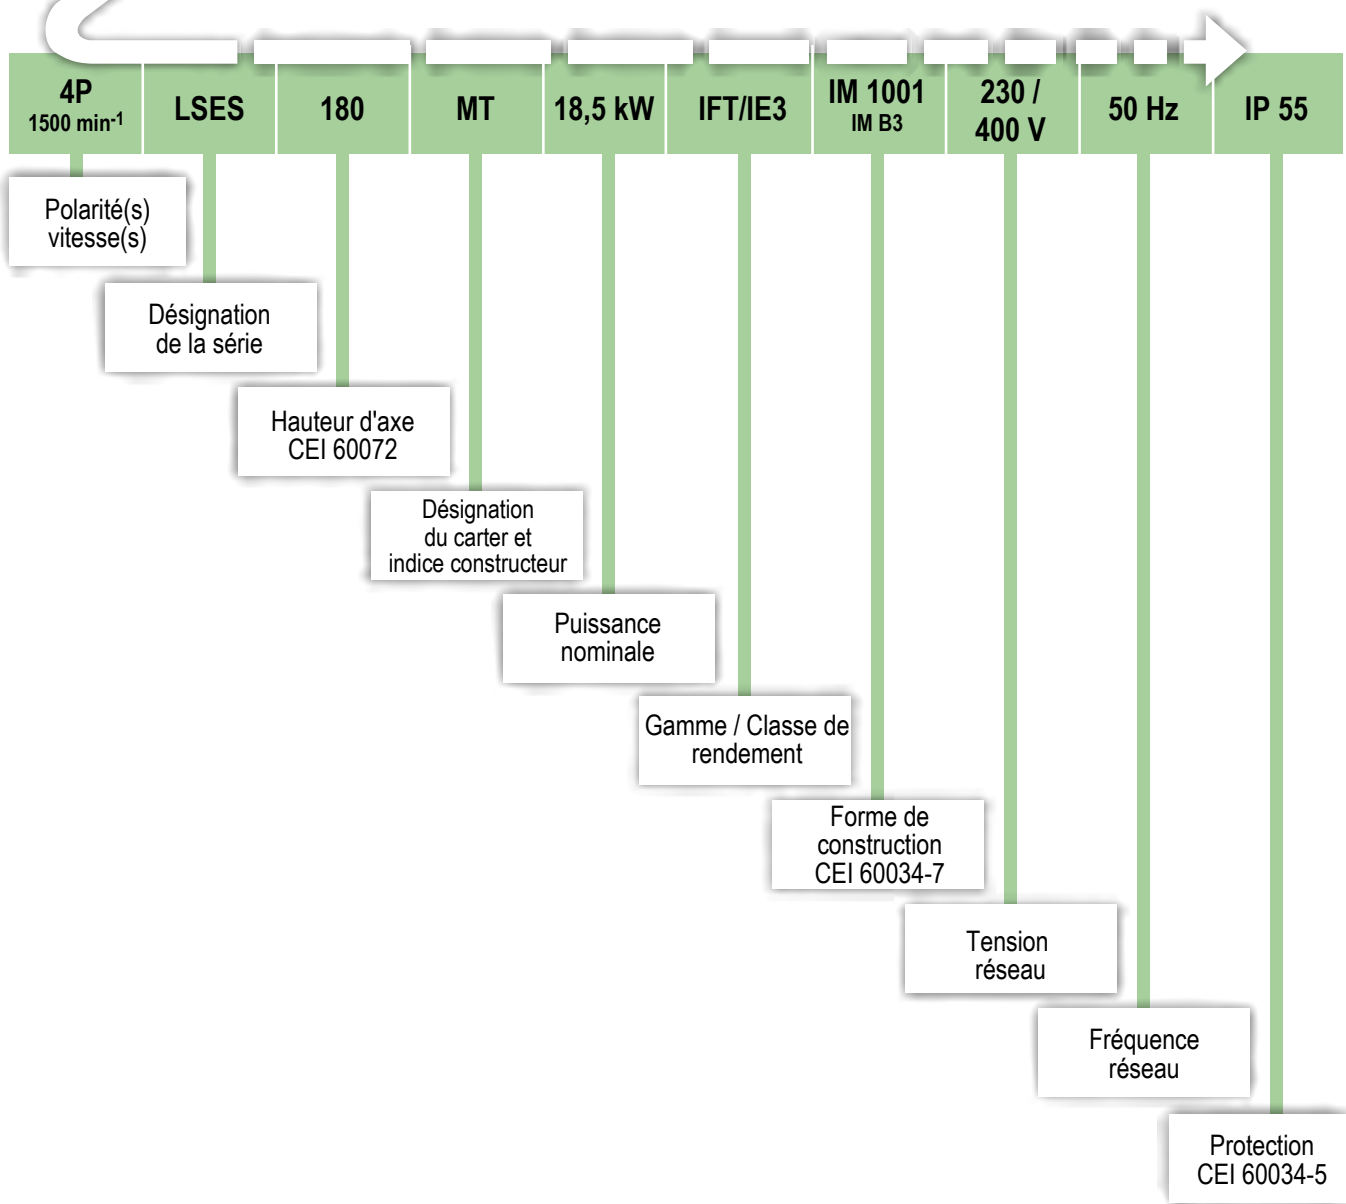 4P
1500 min-1
LSES
180
MT
18,5 kW
IFT/IE3
IM 1001
IM B3
230 /
400 V
50 Hz
IP 55
Polarité(s)
vitesse(s)
Désignation
de la série
Hauteur d'axe
CEI 60072
Désignation
du carter et
indice constructeur
Puissance
nominale
Gamme / Classe de
rendement
Forme de
construction
CEI 60034-7
Tension
réseau
Fréquence
réseau
Protection
CEI 60034-5